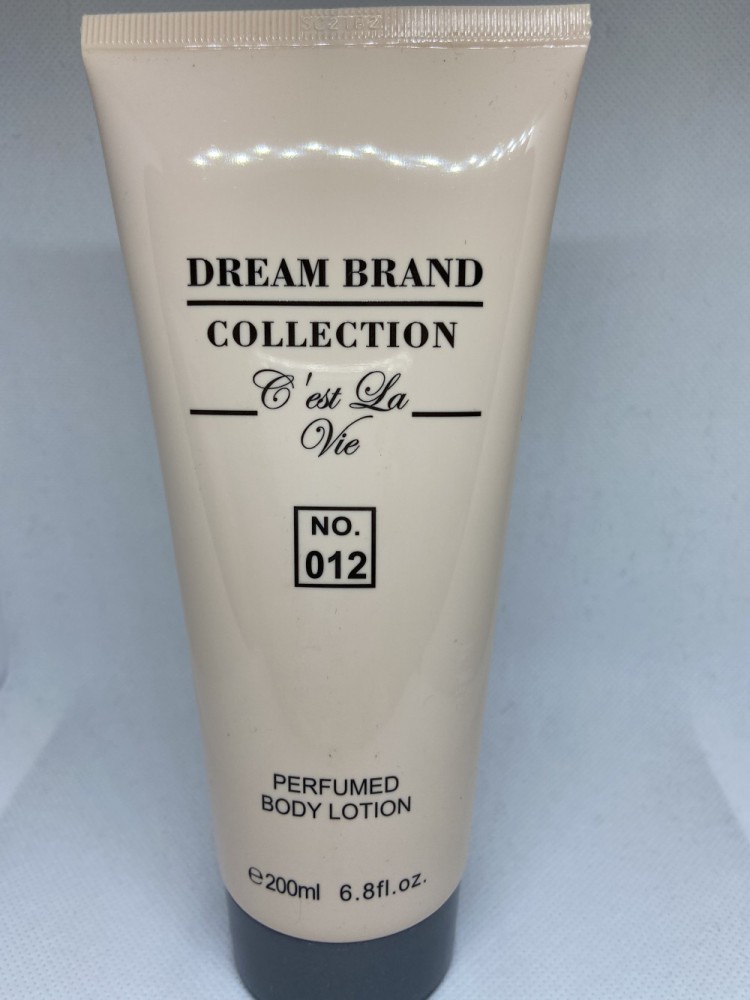 DREAM BRAND
COLLECTION
C'est La
Vie
NO.
012
PERFUMED
BODY LOTION
℮200ml 6.8fl.oz.